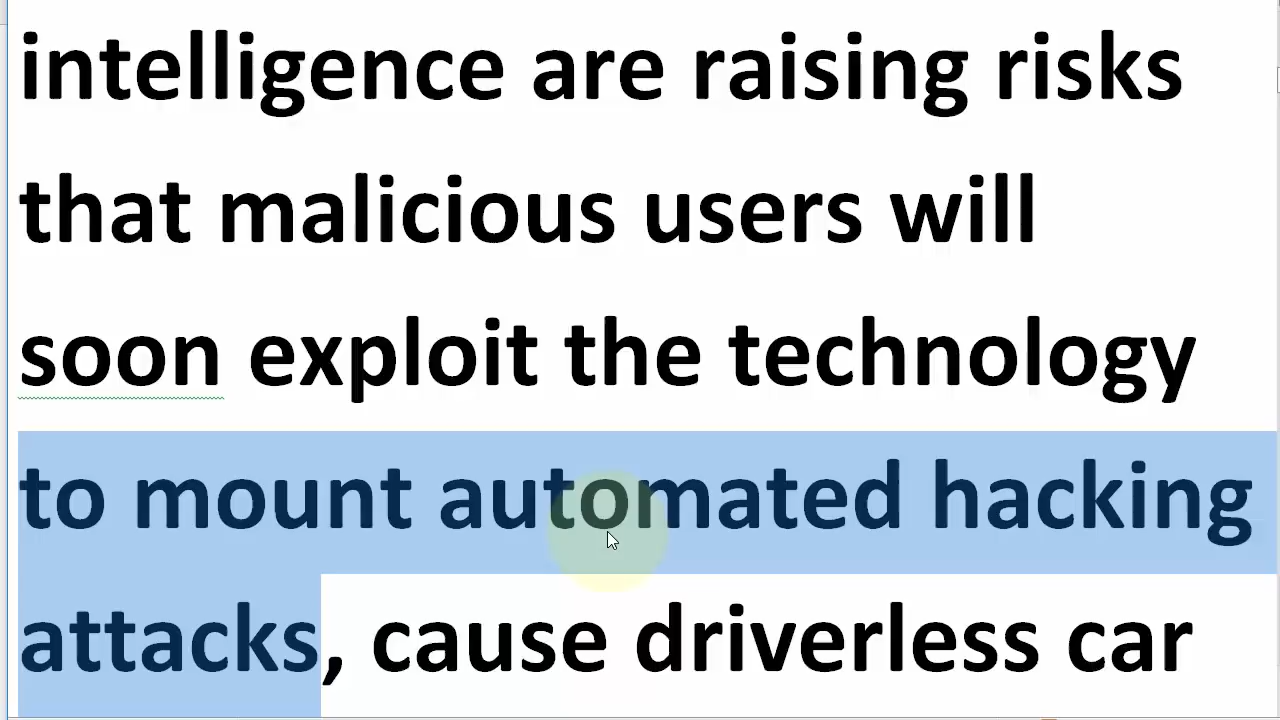 intelligence are raising risks
that malicious users will
soon exploit the technology
to mount automated hacking
attacks, cause driverless car